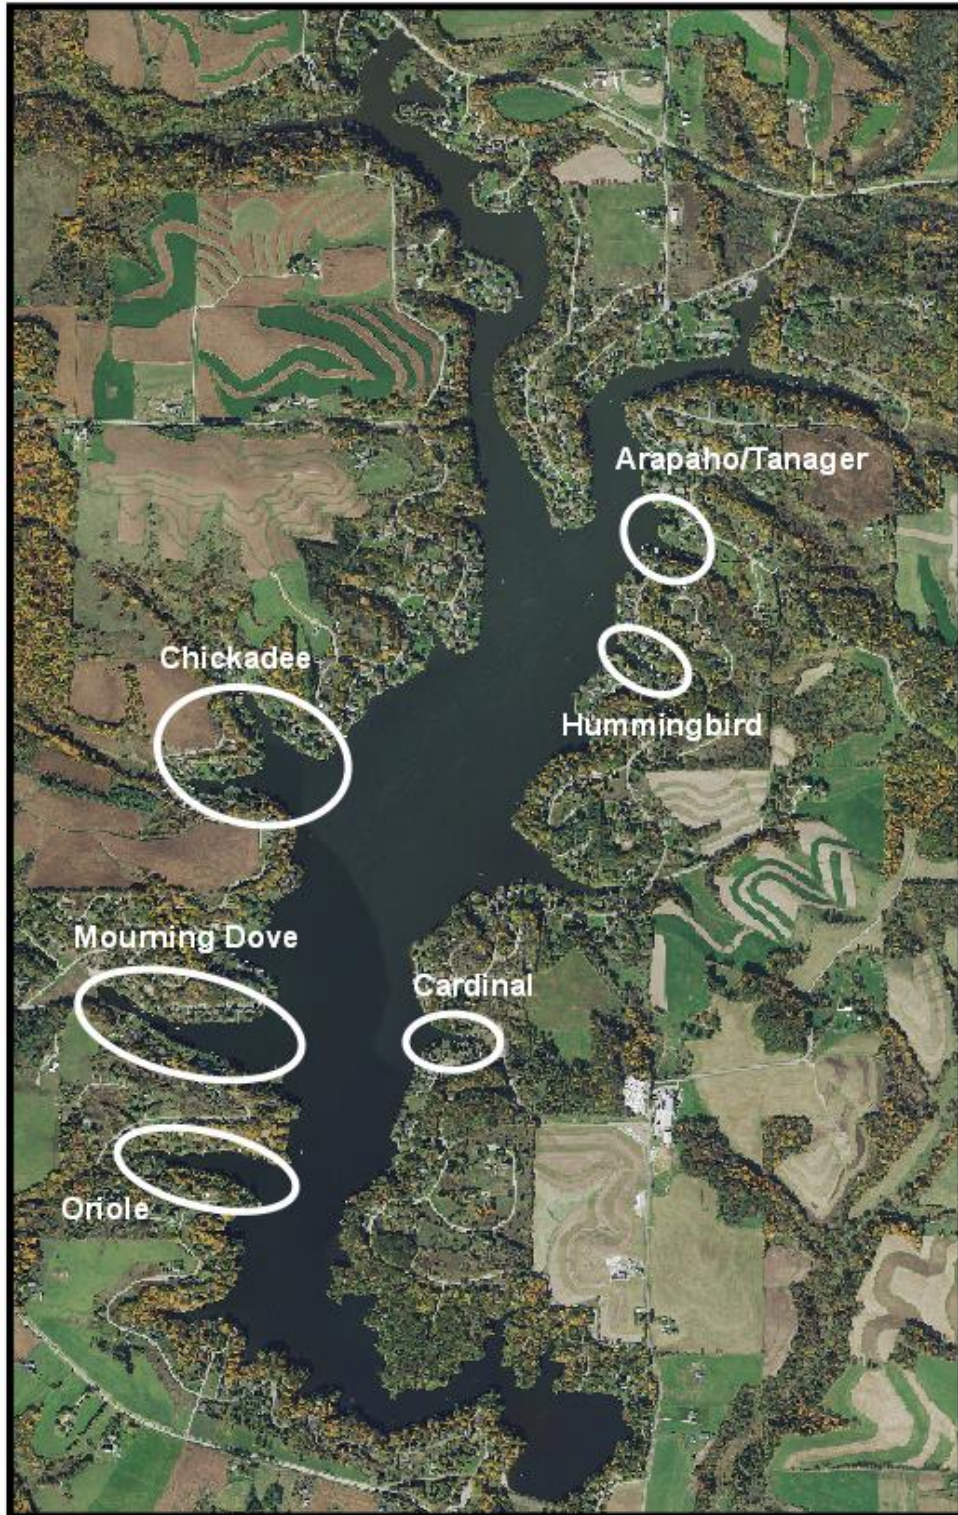 Arapaho/Tanager
Chickadee
Hummingbird
Mourning Dove
Cardinal
Oriole